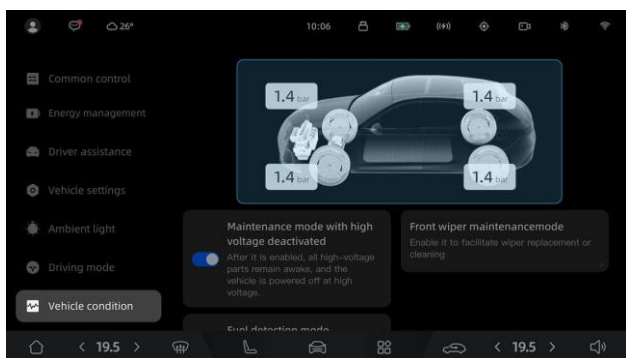 26°
10:06
Common control
Energy management
Driver assistance
Vehicle settings
Ambient light
Driving mode
Vehicle condition
1.4 bar
1.4 bar
1.4 bar
1.4 bar
Maintenance mode with high
voltage deactivated
After it is enabled, all high-voltage
parts remain awake, and the
vehicle is powered off at high
voltage.
Front wiper maintenancemode
Enable it to facilitate wiper replacement or
cleaning
Fuel detection mode
< 19.5 >
< 19.5 >